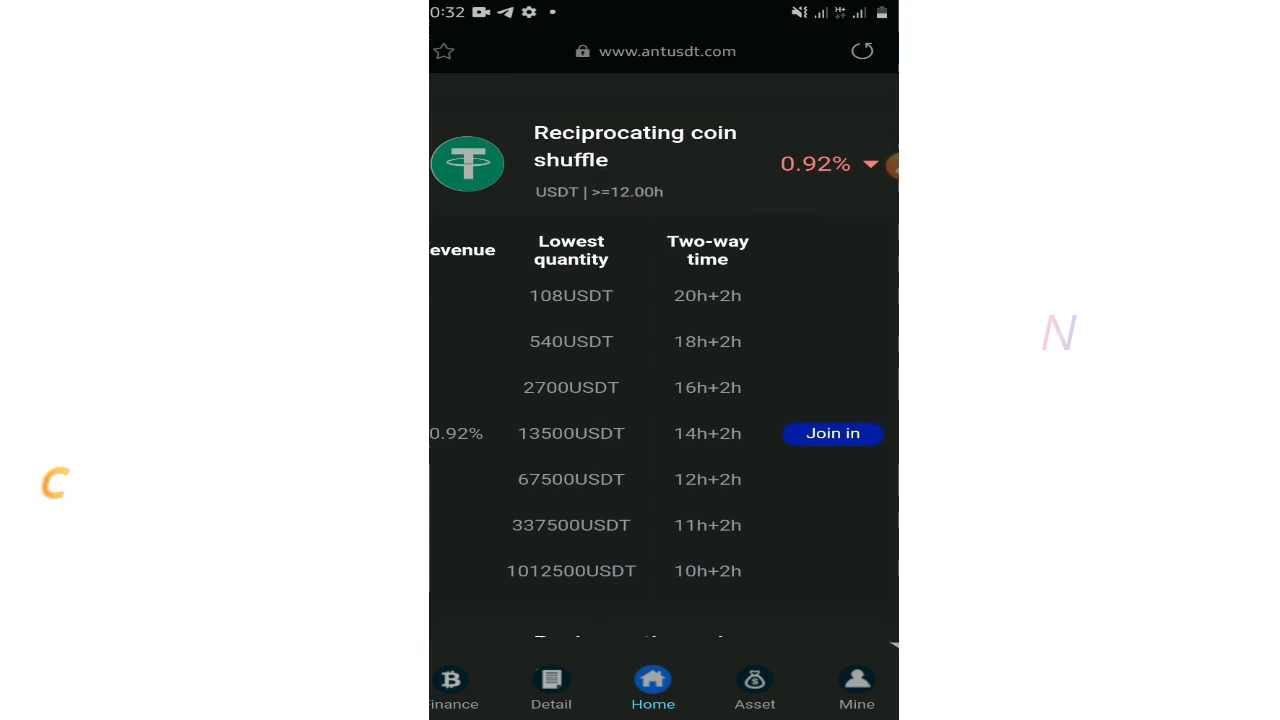 0:32
www.antusdt.com
Reciprocating coin
shuffle
0.92%
USDT | >=12.00h
evenue
Lowest
quantity
Two-way
time
108USDT 20h+2h
540USDT 18h+2h
2700USDT 16h+2h
0.92% 13500USDT 14h+2h Join in
67500USDT 12h+2h
337500USDT 11h+2h
1012500USDT 10h+2h
inance Detail Home Asset Mine
C
N